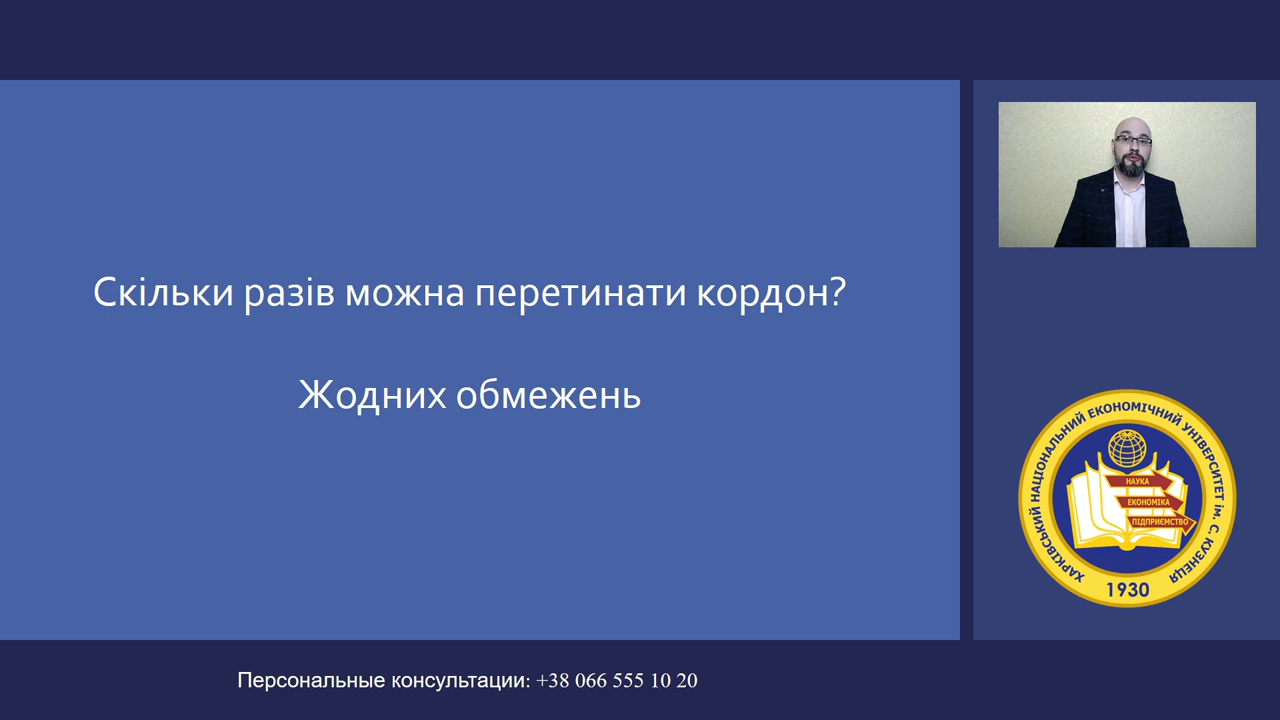 Скільки разів можна перетинати кордон?
Жодних обмежень
ХАРКІВСЬКИЙ НАЦІОНАЛЬНИЙ ЕКОНОМІЧНИЙ УНІВЕРСИТЕТ ім. С. КУЗНЕЦЯ
НАУКА
ЕКОНОМІКА
ПІДПРИЄМСТВО
1930
Персональные консультации: +38 066 555 10 20